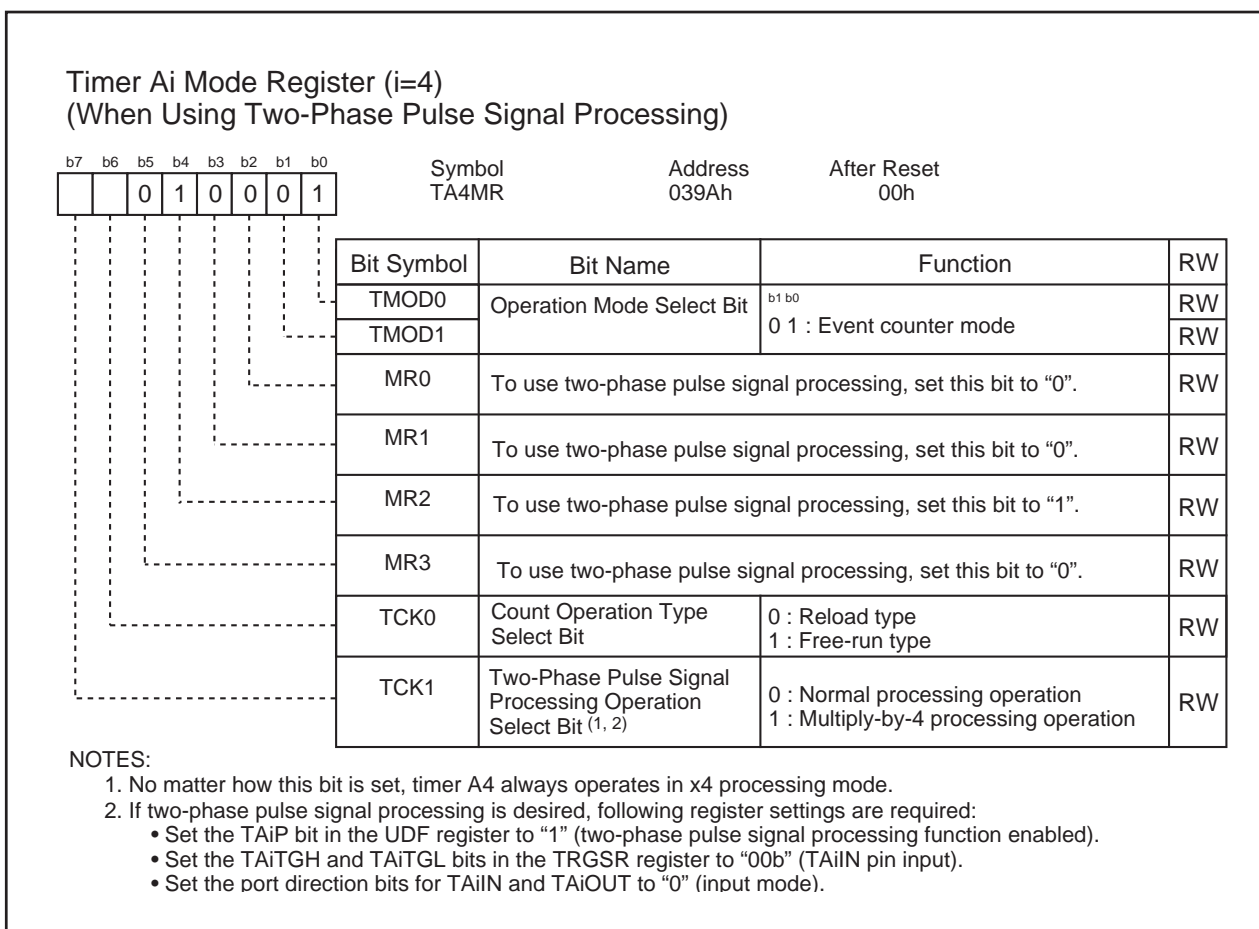 Timer Ai Mode Register (i=4)
(When Using Two-Phase Pulse Signal Processing)
b7 b6 b5 b4 b3 b2 b1 b0
0 1 0 0 0 1
Symbol Address After Reset
TA4MR 039Ah 00h
Bit Symbol Bit Name Function RW
TMOD0 Operation Mode Select Bit b1 b0 RW
TMOD1 0 1 : Event counter mode RW
MR0 To use two-phase pulse signal processing, set this bit to “0”. RW
MR1 To use two-phase pulse signal processing, set this bit to “0”. RW
MR2 To use two-phase pulse signal processing, set this bit to “1”. RW
MR3 To use two-phase pulse signal processing, set this bit to “0”. RW
TCK0 Count Operation Type 0 : Reload type RW
Select Bit 1 : Free-run type
TCK1 Two-Phase Pulse Signal
Processing Operation 0 : Normal processing operation RW
Select Bit (1, 2) 1 : Multiply-by-4 processing operation
NOTES:
1. No matter how this bit is set, timer A4 always operates in x4 processing mode.
2. If two-phase pulse signal processing is desired, following register settings are required:
• Set the TAiP bit in the UDF register to “1” (two-phase pulse signal processing function enabled).
• Set the TAiTGH and TAiTGL bits in the TRGSR register to “00b” (TAiIN pin input).
• Set the port direction bits for TAiIN and TAiOUT to “0” (input mode).